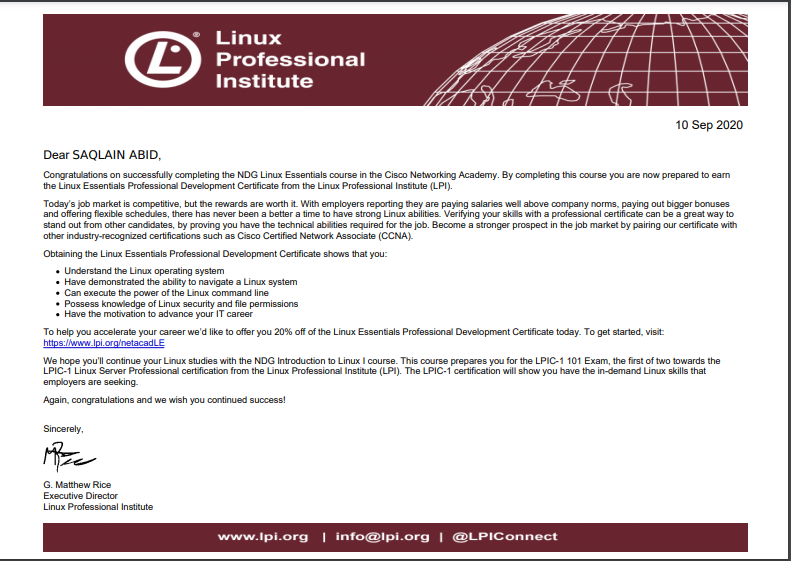 Linux
Professional
Institute
®
10 Sep 2020
Dear SAQLAIN ABID,
Congratulations on successfully completing the NDG Linux Essentials course in the Cisco Networking Academy. By completing this course you are now prepared to earn
the Linux Essentials Professional Development Certificate from the Linux Professional Institute (LPI).
Today's job market is competitive, but the rewards are worth it. With employers reporting they are paying salaries well above company norms, paying out bigger bonuses
and offering flexible schedules, there has never been a better a time to have strong Linux abilities. Verifying your skills with a professional certificate can be a great way to
stand out from other candidates, by proving you have the technical abilities required for the job. Become a stronger prospect in the job market by pairing our certificate with
other industry-recognized certifications such as Cisco Certified Network Associate (CCNA).
Obtaining the Linux Essentials Professional Development Certificate shows that you:
• Understand the Linux operating system
• Have demonstrated the ability to navigate a Linux system
• Can execute the power of the Linux command line
• Possess knowledge of Linux security and file permissions
• Have the motivation to advance your IT career
To help you accelerate your career we'd like to offer you 20% off of the Linux Essentials Professional Development Certificate today. To get started, visit:
https://www.lpi.org/netacadLE
We hope you'll continue your Linux studies with the NDG Introduction to Linux I course. This course prepares you for the LPIC-1 101 Exam, the first of two towards the
LPIC-1 Linux Server Professional certification from the Linux Professional Institute (LPI). The LPIC-1 certification will show you have the in-demand Linux skills that
employers are seeking.
Again, congratulations and we wish you continued success!
Sincerely,
G. Matthew Rice
Executive Director
Linux Professional Institute
www.lpi.org | info@lpi.org | @LPIConnect